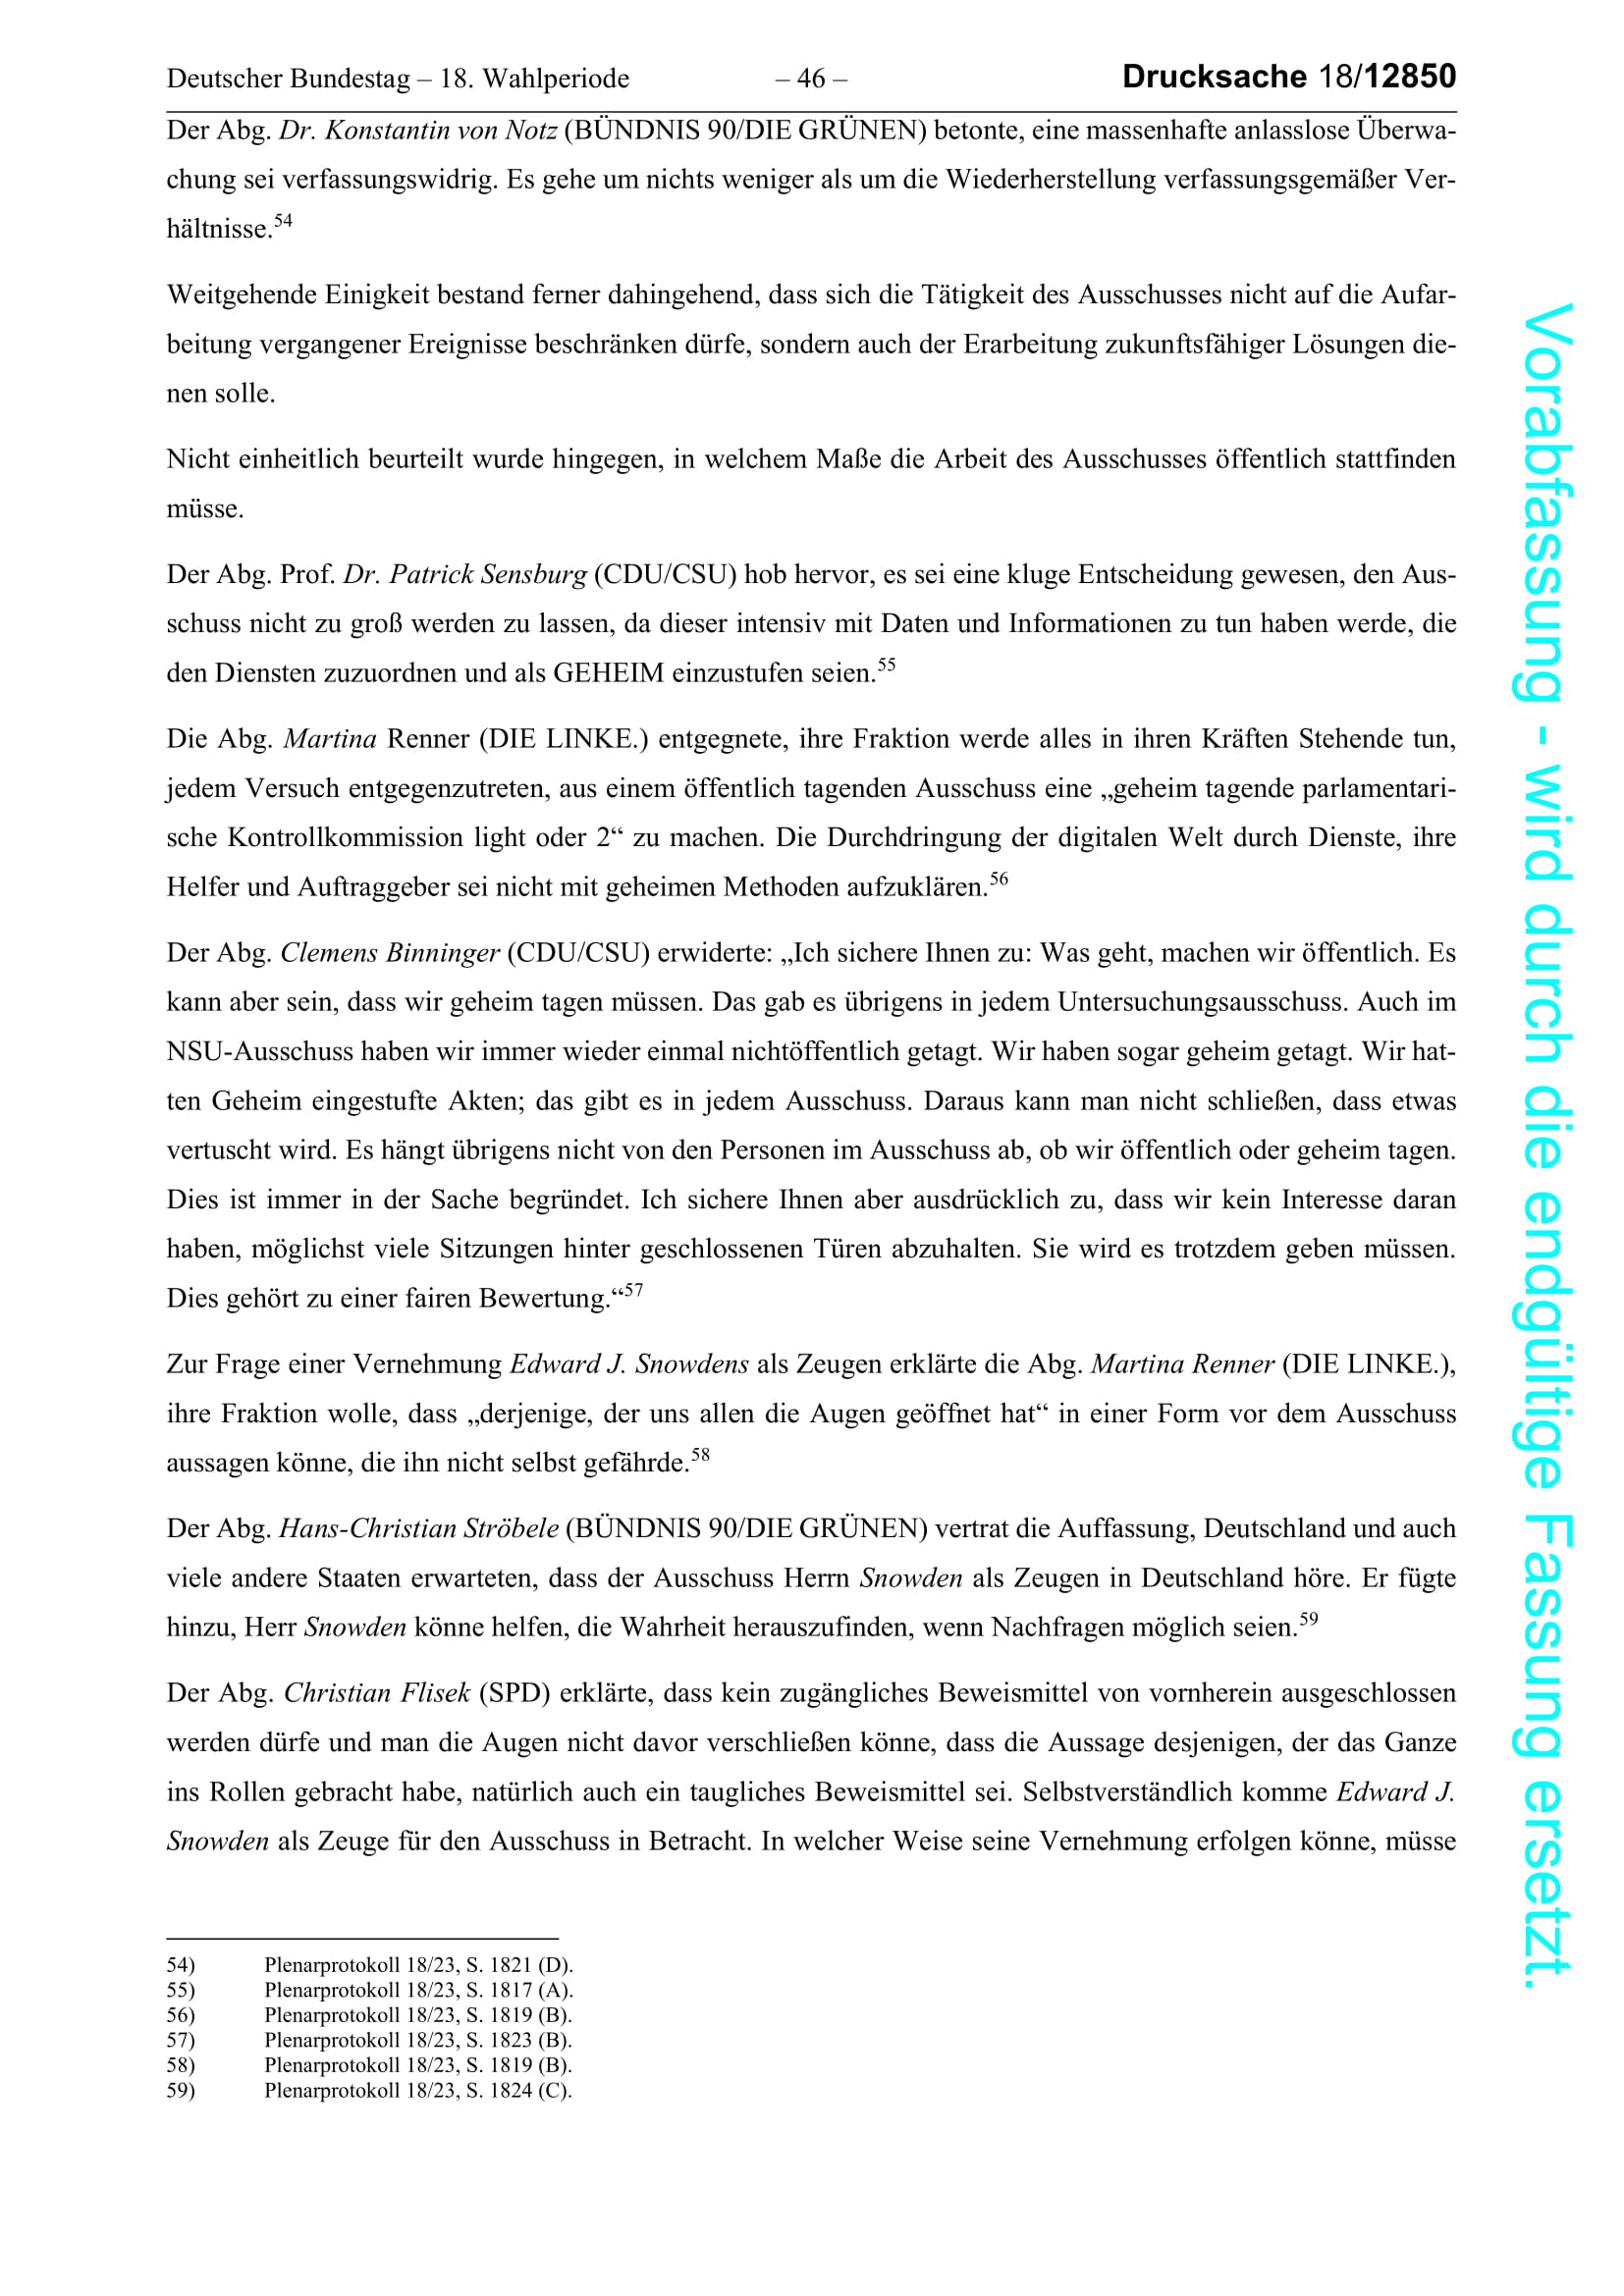 Deutscher Bundestag – 18. Wahlperiode – 46 – Drucksache 18/12850
Der Abg. Dr. Konstantin von Notz (BÜNDNIS 90/DIE GRÜNEN) betonte, eine massenhafte anlasslose Überwa-
chung sei verfassungswidrig. Es gehe um nichts weniger als um die Wiederherstellung verfassungsgemäßer Ver-
hältnisse.54
Weitgehende Einigkeit bestand ferner dahingehend, dass sich die Tätigkeit des Ausschusses nicht auf die Aufar-
beitung vergangener Ereignisse beschränken dürfe, sondern auch der Erarbeitung zukunftsfähiger Lösungen die-
nen solle.
Nicht einheitlich beurteilt wurde hingegen, in welchem Maße die Arbeit des Ausschusses öffentlich stattfinden
müsse.
Der Abg. Prof. Dr. Patrick Sensburg (CDU/CSU) hob hervor, es sei eine kluge Entscheidung gewesen, den Aus-
schuss nicht zu groß werden zu lassen, da dieser intensiv mit Daten und Informationen zu tun haben werde, die
den Diensten zuzuordnen und als GEHEIM einzustufen seien.55
Die Abg. Martina Renner (DIE LINKE.) entgegnete, ihre Fraktion werde alles in ihren Kräften Stehende tun,
jedem Versuch entgegenzutreten, aus einem öffentlich tagenden Ausschuss eine „geheim tagende parlamentari-
sche Kontrollkommission light oder 2“ zu machen. Die Durchdringung der digitalen Welt durch Dienste, ihre
Helfer und Auftraggeber sei nicht mit geheimen Methoden aufzuklären.56
Der Abg. Clemens Binninger (CDU/CSU) erwiderte: „Ich sichere Ihnen zu: Was geht, machen wir öffentlich. Es
kann aber sein, dass wir geheim tagen müssen. Das gab es übrigens in jedem Untersuchungsausschuss. Auch im
NSU-Ausschuss haben wir immer wieder einmal nichtöffentlich getagt. Wir haben sogar geheim getagt. Wir hat-
ten Geheim eingestufte Akten; das gibt es in jedem Ausschuss. Daraus kann man nicht schließen, dass etwas
vertuscht wird. Es hängt übrigens nicht von den Personen im Ausschuss ab, ob wir öffentlich oder geheim tagen.
Dies ist immer in der Sache begründet. Ich sichere Ihnen aber ausdrücklich zu, dass wir kein Interesse daran
haben, möglichst viele Sitzungen hinter geschlossenen Türen abzuhalten. Sie wird es trotzdem geben müssen.
Dies gehört zu einer fairen Bewertung.“57
Zur Frage einer Vernehmung Edward J. Snowdens als Zeugen erklärte die Abg. Martina Renner (DIE LINKE.),
ihre Fraktion wolle, dass „derjenige, der uns allen die Augen geöffnet hat“ in einer Form vor dem Ausschuss
aussagen könne, die ihn nicht selbst gefährde.58
Der Abg. Hans-Christian Ströbele (BÜNDNIS 90/DIE GRÜNEN) vertrat die Auffassung, Deutschland und auch
viele andere Staaten erwarteten, dass der Ausschuss Herrn Snowden als Zeugen in Deutschland höre. Er fügte
hinzu, Herr Snowden könne helfen, die Wahrheit herauszufinden, wenn Nachfragen möglich seien.59
Der Abg. Christian Flisek (SPD) erklärte, dass kein zugängliches Beweismittel von vornherein ausgeschlossen
werden dürfe und man die Augen nicht davor verschließen könne, dass die Aussage desjenigen, der das Ganze
ins Rollen gebracht habe, natürlich auch ein taugliches Beweismittel sei. Selbstverständlich komme Edward J.
Snowden als Zeuge für den Ausschuss in Betracht. In welcher Weise seine Vernehmung erfolgen könne, müsse
54) Plenarprotokoll 18/23, S. 1821 (D).
55) Plenarprotokoll 18/23, S. 1817 (A).
56) Plenarprotokoll 18/23, S. 1819 (B).
57) Plenarprotokoll 18/23, S. 1823 (B).
58) Plenarprotokoll 18/23, S. 1819 (B).
59) Plenarprotokoll 18/23, S. 1824 (C).
Vorabfassung - wird durch die endgültige Fassung ersetzt.